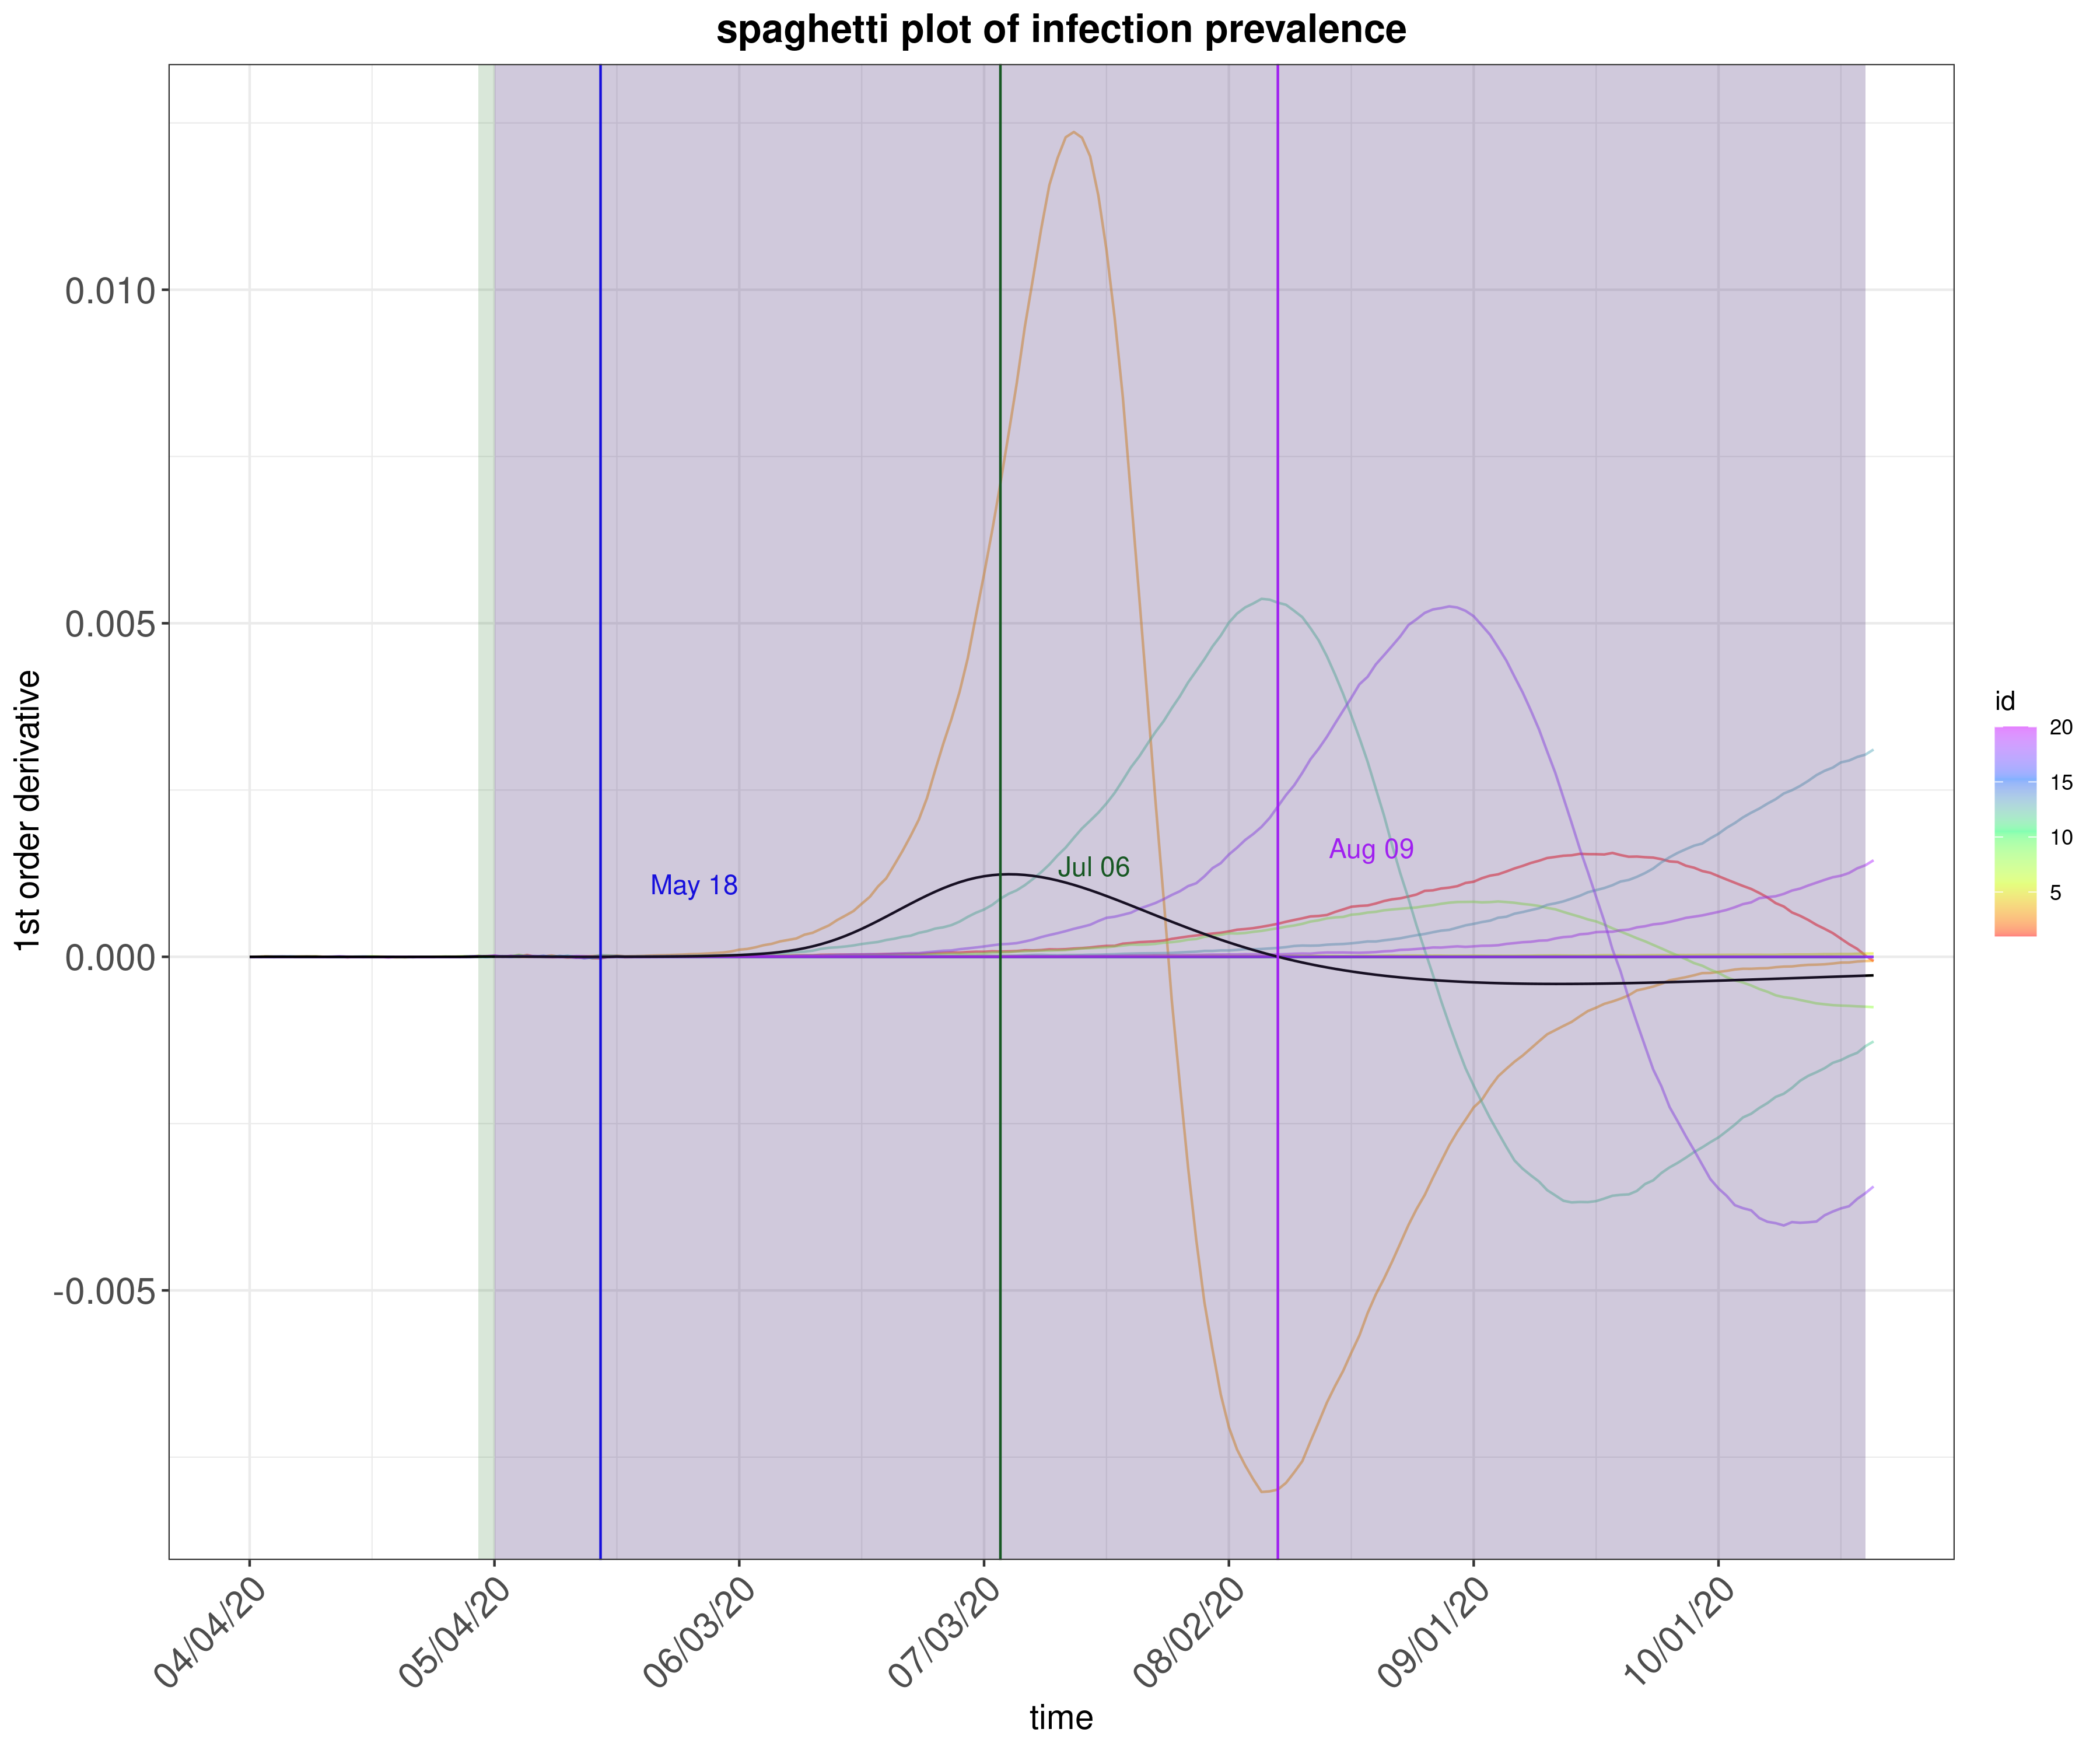 spaghetti plot of infection prevalence
1st order derivative
0.010
0.005
0.000
-0.005
May 18
Jul 06
Aug 09
04/04/20
05/04/20
06/03/20
07/03/20
08/02/20
09/01/20
10/01/20
time
id
20
15
10
5